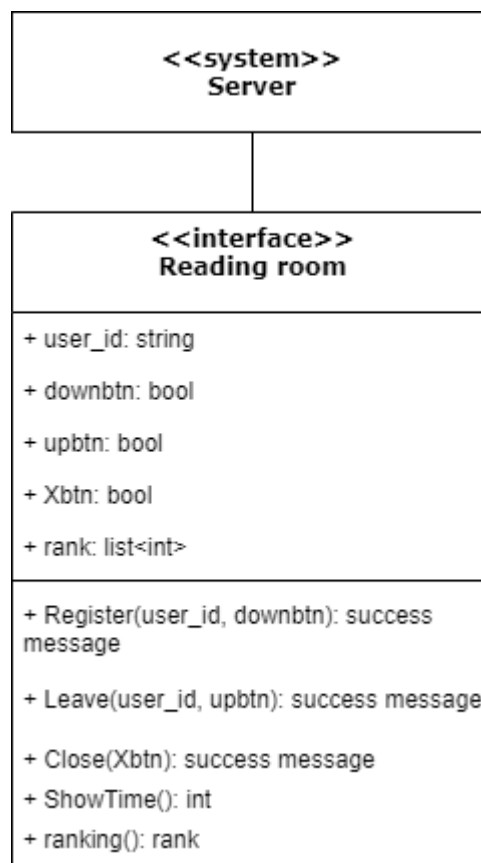 <<system>>
Server
<<interface>>
Reading room
+ user_id: string
+ downbtn: bool
+ upbtn: bool
+ Xbtn: bool
+ rank: list<int>
+ Register(user_id, downbtn): success
message
+ Leave(user_id, upbtn): success message
+ Close(Xbtn): success message
+ ShowTime(): int
+ ranking(): rank